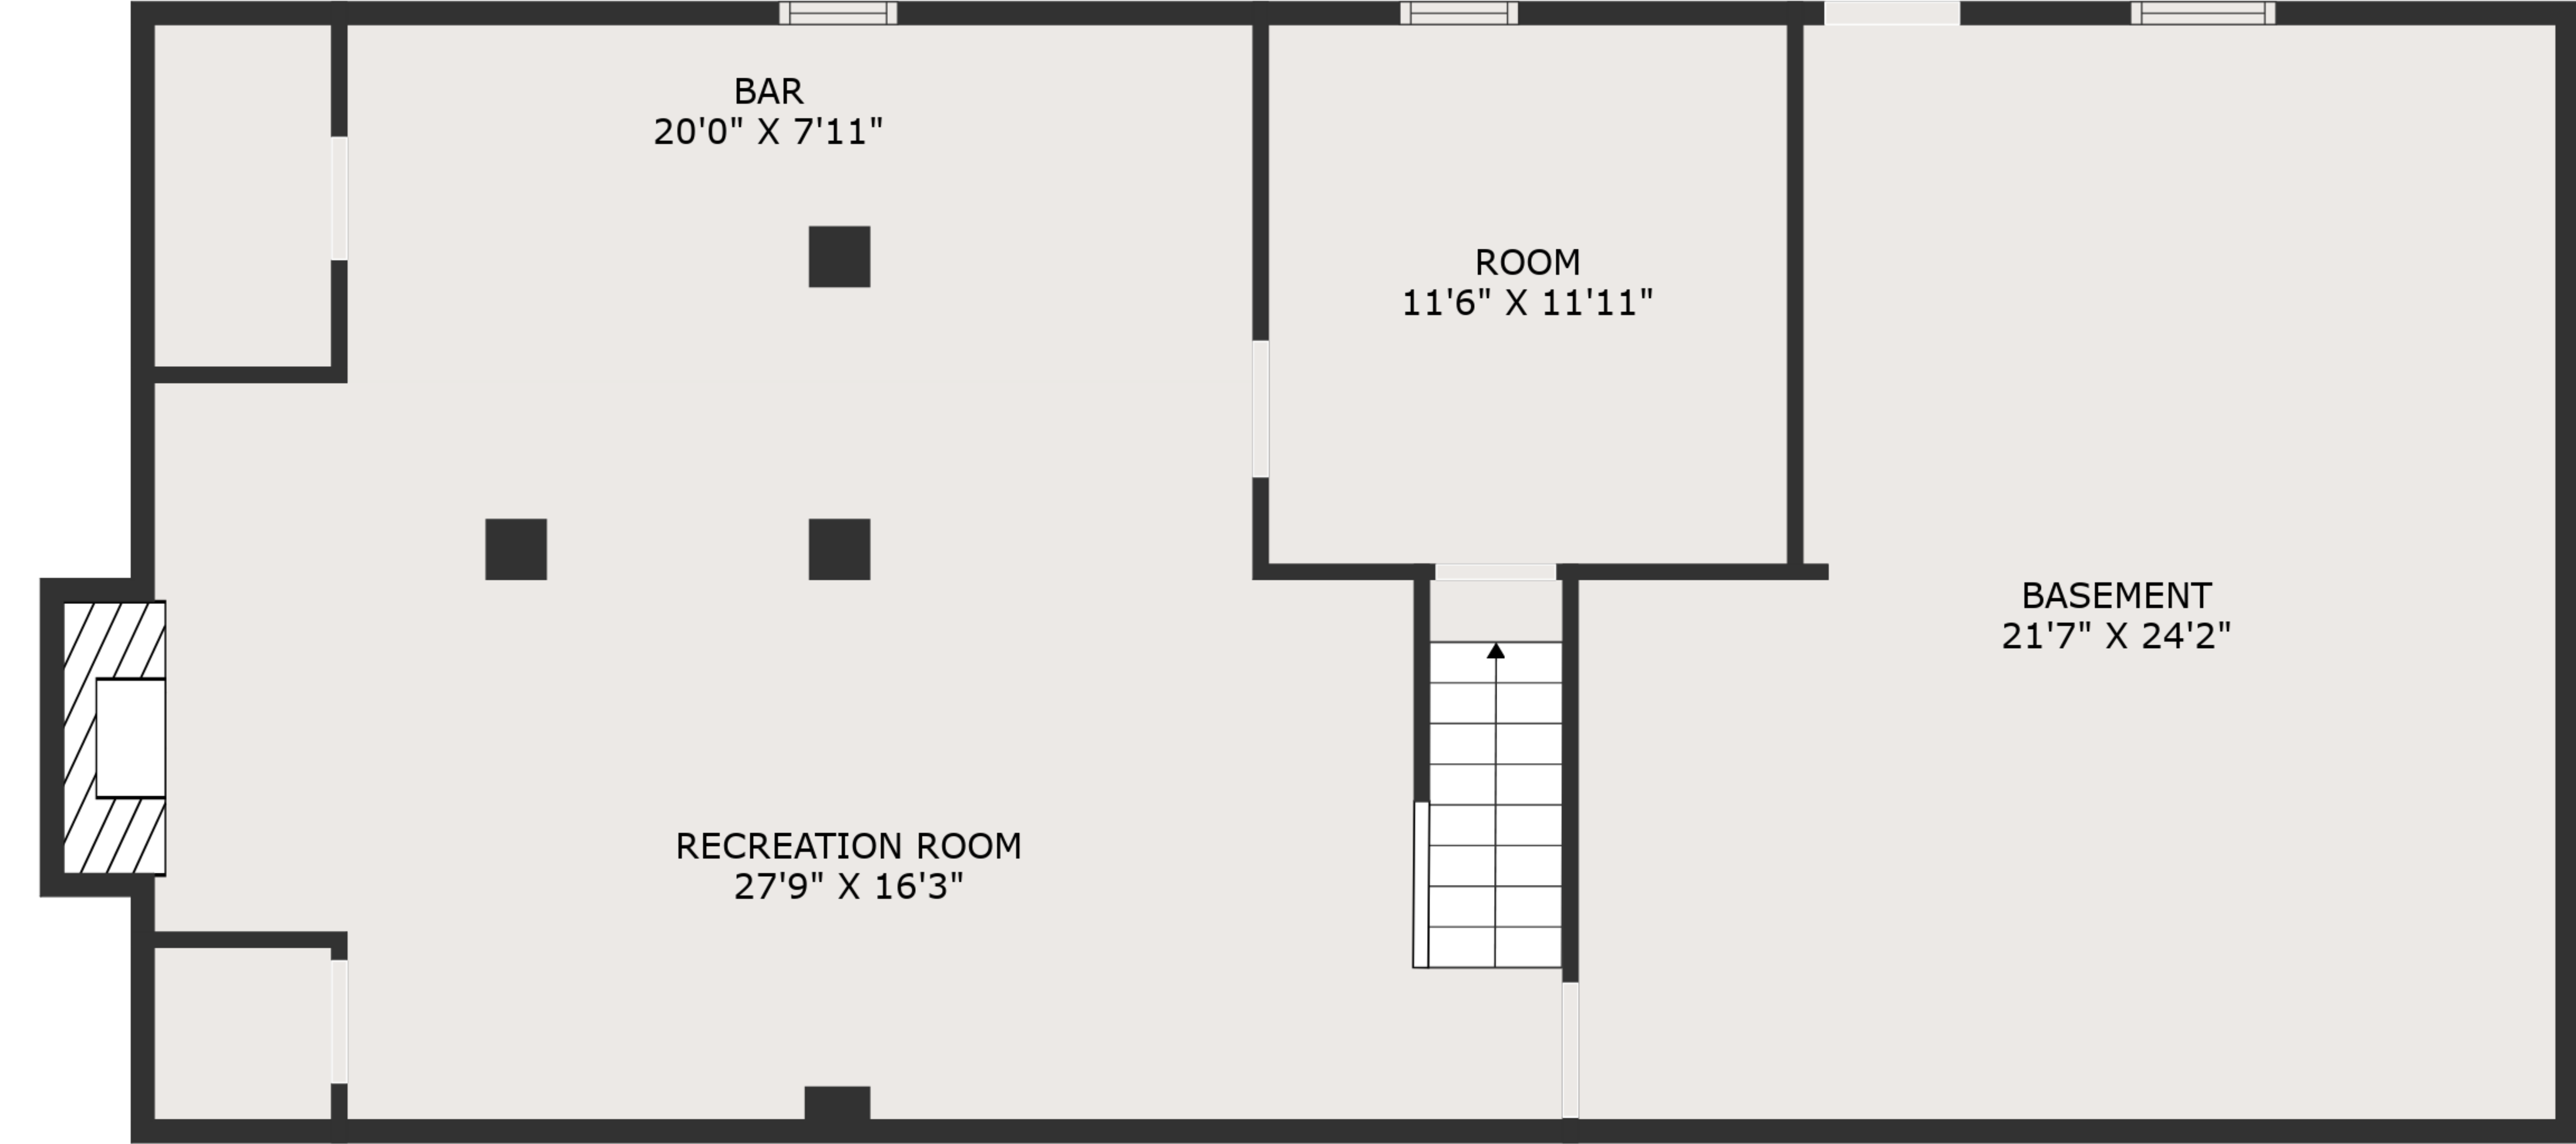 BAR
20'0" X 7'11"
ROOM
11'6" X 11'11"
BASEMENT
21'7" X 24'2"
RECREATION ROOM
27'9" X 16'3"